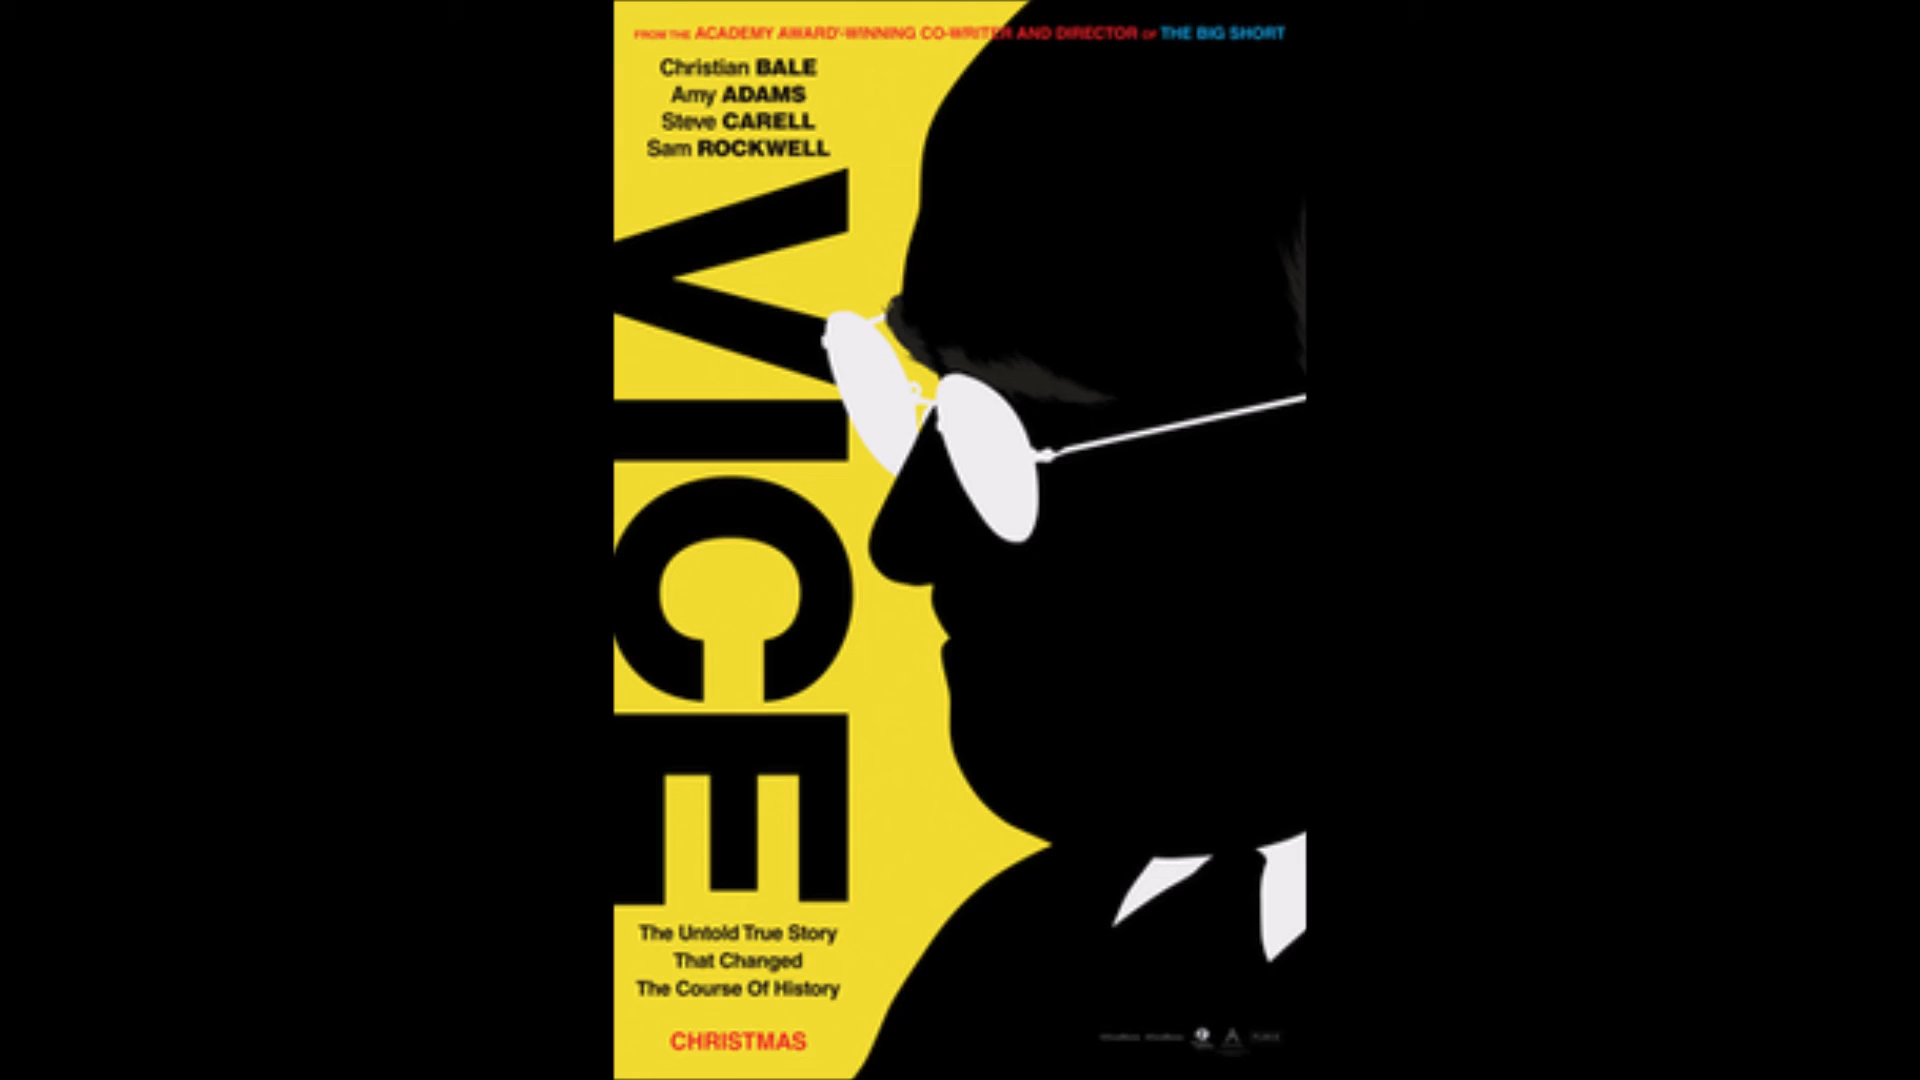 FROM THE ACADEMY AWARD®-WINNING CO-WRITER AND DIRECTOR OF THE BIG SHORT
Christian BALE
Amy ADAMS
Steve CARELL
Sam ROCKWELL
VICE
The Untold True Story
That Changed
The Course Of History
CHRISTMAS